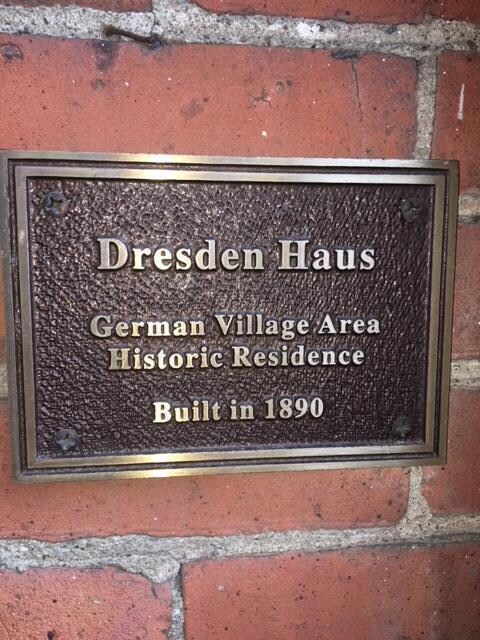 Dresden Haus
German Village Area
Historic Residence
Built in 1890